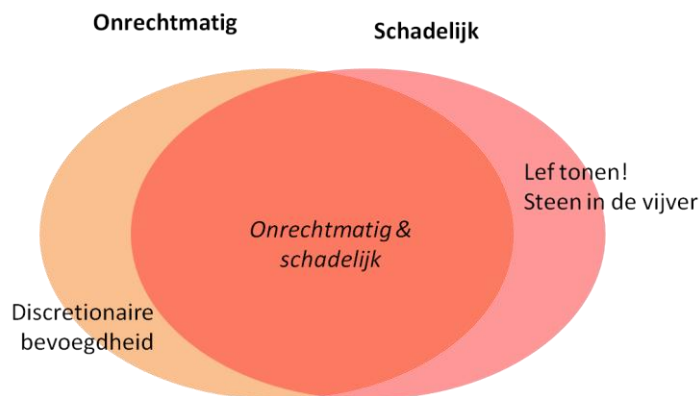 Onrechtmatig
Schadelijk
Lef tonen!
Steen in de vijver
Onrechtmatig &
schadelijk
Discretionaire
bevoegdheid